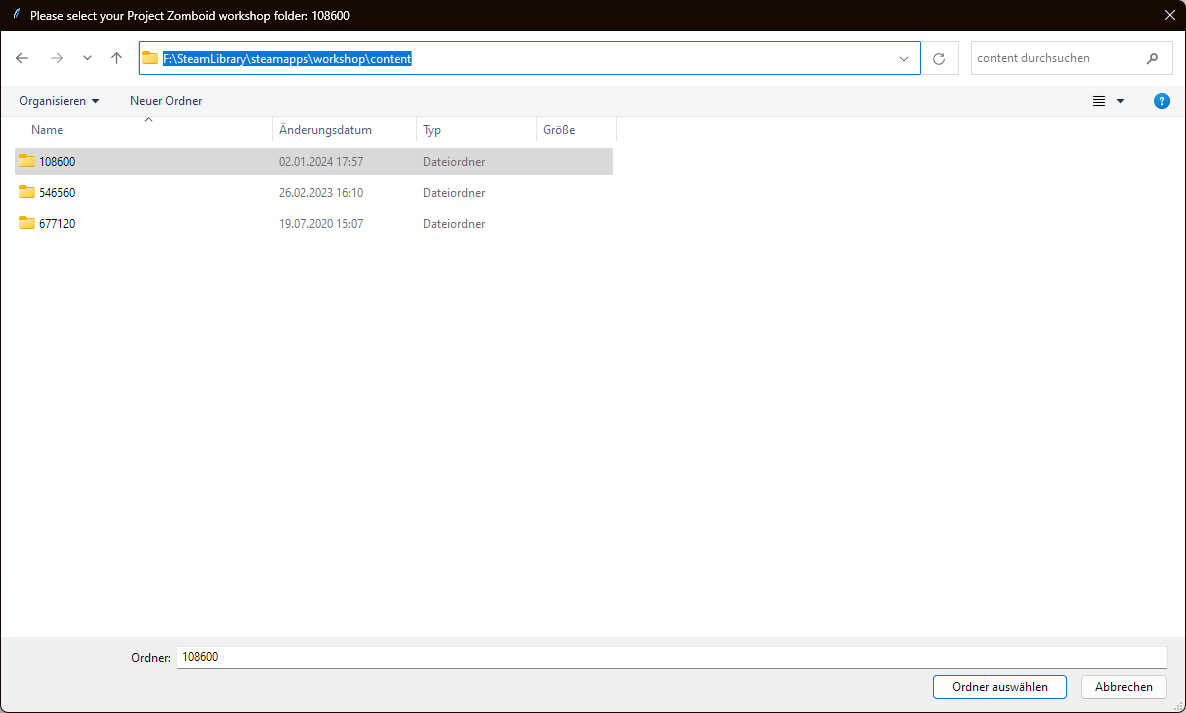 Please select your Project Zomboid workshop folder: 108600
F:\SteamLibrary\steamapps\workshop\content
content durchsuchen
Organisieren Neuer Ordner
Name Änderungsdatum Typ Größe
108600 02.01.2024 17:57 Dateiordner
546560 26.02.2023 16:10 Dateiordner
677120 19.07.2020 15:07 Dateiordner
Ordner: 108600
Ordner auswählen Abbrechen